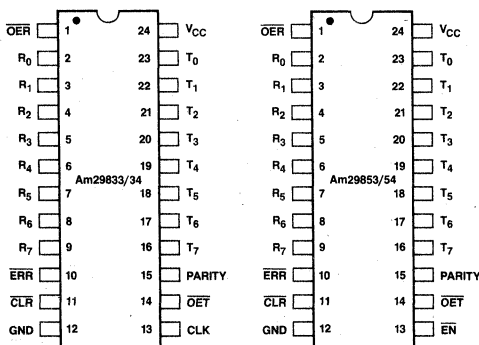 OER 1 24 VCC OER 1 24 VCC
R0 2 23 T0 R0 2 23 T0
R1 3 22 T1 R1 3 22 T1
R2 4 21 T2 R2 4 21 T2
R3 5 20 T3 R3 5 20 T3
R4 6 19 T4 R4 6 19 T4
Am29833/34 Am29853/54
R5 7 18 T5 R5 7 18 T5
R6 8 17 T6 R6 8 17 T6
R7 9 16 T7 R7 9 16 T7
ERR 10 15 PARITY ERR 10 15 PARITY
CLR 11 14 OET CLR 11 14 OET
GND 12 13 CLK GND 12 13 EN